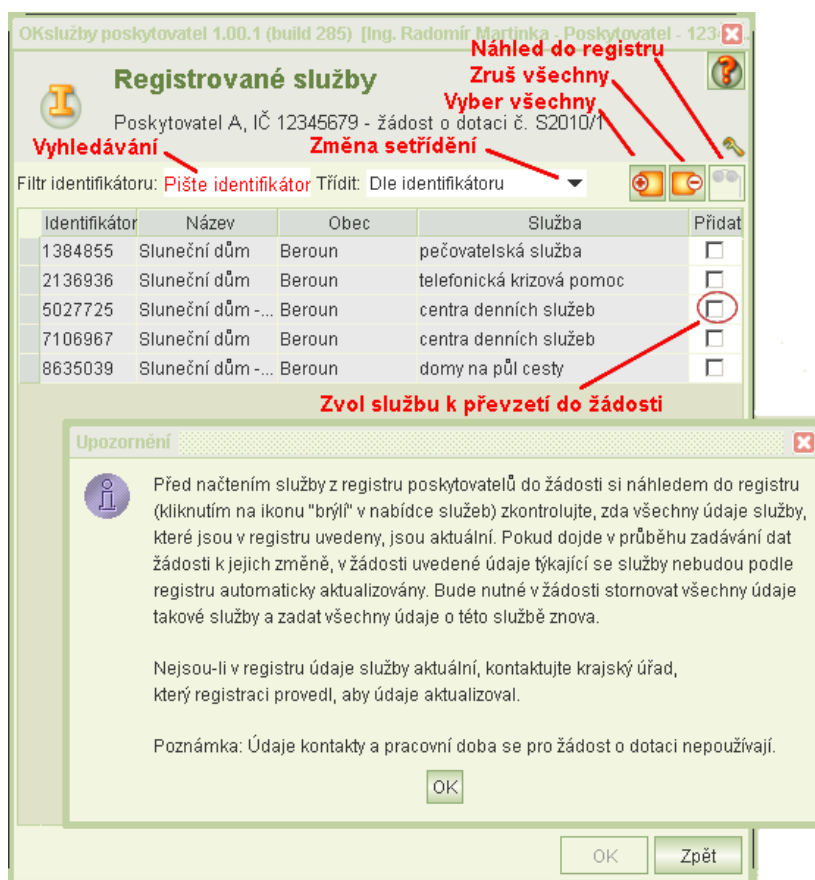 OKslužby poskytovatel 1.00.1 (build 285) [Ing. Radomír Martinka - Poskytovatel - 123
Náhled do registru
Registrované služby
Zruš všechny
Vyber všechny
Poskytovatel A, IČ 12345679 - žádost o dotaci č. S2010/1
Vyhledávání
Změna setřídění
Filtr identifikátoru: Pište identifikátor Třídit: Dle identifikátoru
Identifikátor Název Obec Služba Přidat
1384855 Sluneční dům Beroun pečovatelská služba
2136936 Sluneční dům Beroun telefonická krizová pomoc
5027725 Sluneční dům -... Beroun centra denních služeb
7106967 Sluneční dům Beroun centra denních služeb
8635039 Sluneční dům -... Beroun domy na půl cesty
Zvol službu k převzetí do žádosti
Upozornění
Před načtením služby z registru poskytovatelů do žádosti si náhledem do registru
(kliknutím na ikonu "brýlí" v nabídce služeb) zkontrolujte, zda všechny údaje služby,
které jsou v registru uvedeny, jsou aktuální. Pokud dojde v průběhu zadávání dat
žádosti k jejich změně, v žádosti uvedené údaje týkající se služby nebudou podle
registru automaticky aktualizovány. Bude nutné v žádosti stornovat všechny údaje
takové služby a zadat všechny údaje o této službě znova.
Nejsou-li v registru údaje služby aktuální, kontaktujte krajský úřad,
který registraci provedl, aby údaje aktualizoval.
Poznámka: Údaje kontakty a pracovní doba se pro žádost o dotaci nepoužívají.
OK
OK Zpět